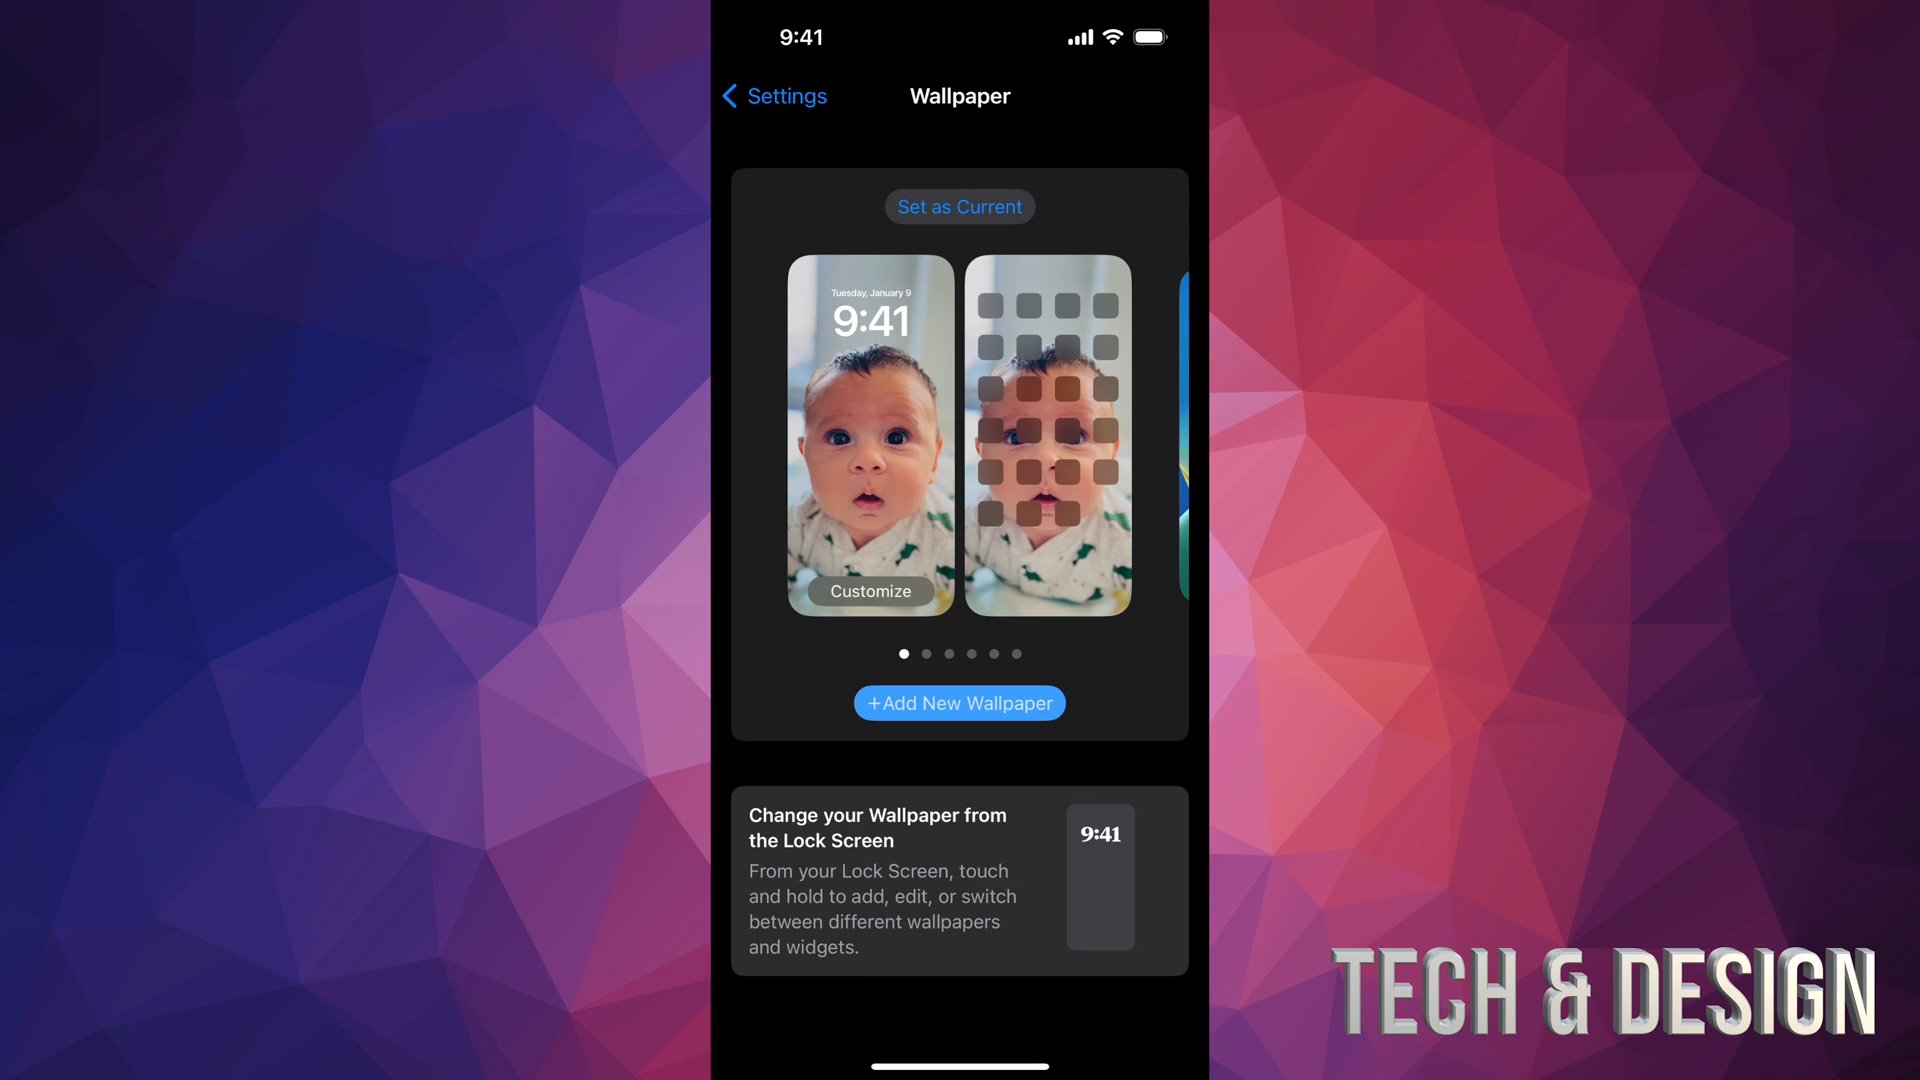 9:41
Settings
Wallpaper
Set as Current
Tuesday, January 9
9:41
Customize
+Add New Wallpaper
Change your Wallpaper from
the Lock Screen
From your Lock Screen, touch
and hold to add, edit, or switch
between different wallpapers
and widgets.
9:41
TECH & DESIGN